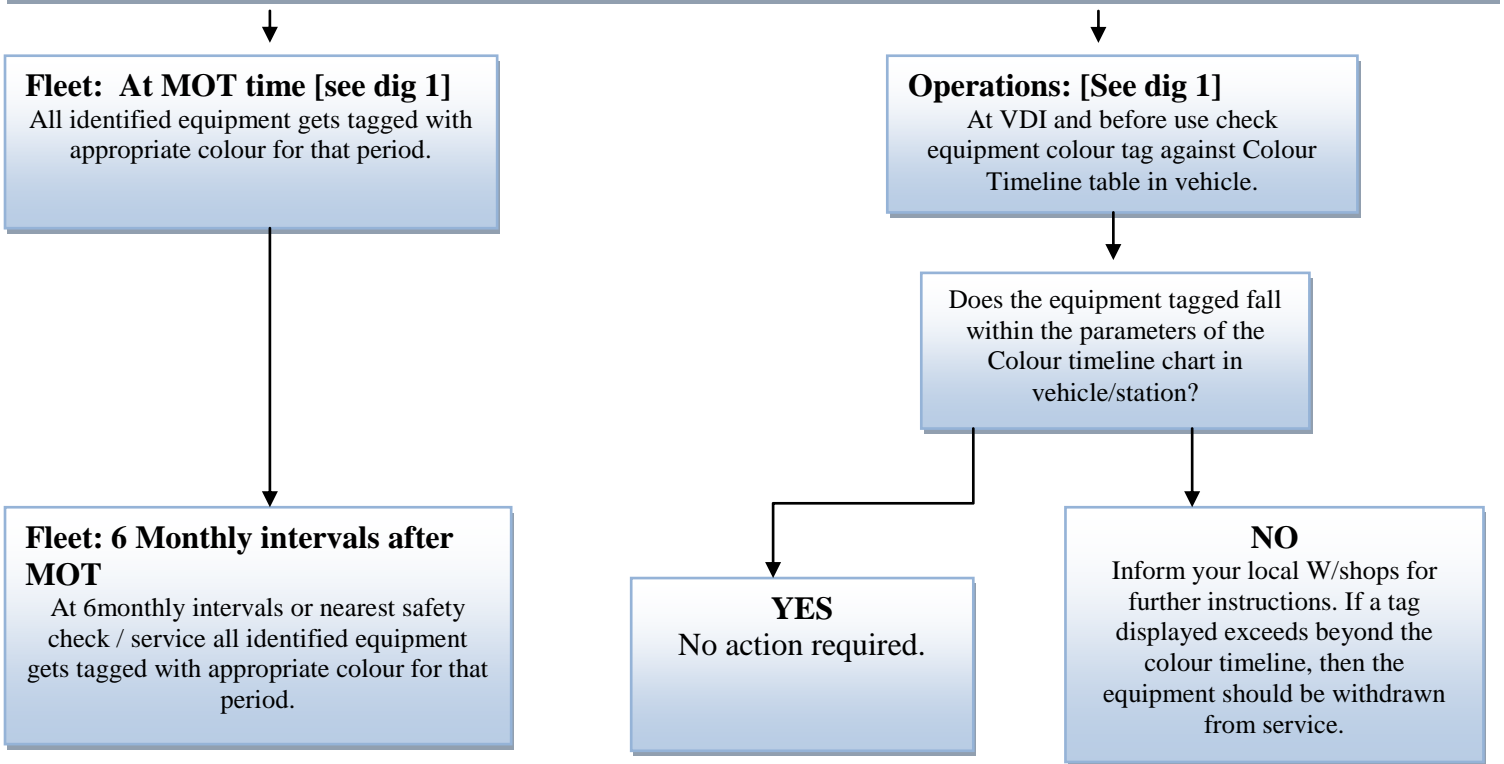 Fleet:  At MOT time [see dig 1]
All identified equipment gets tagged with
appropriate colour for that period.
Operations: [See dig 1]
At VDI and before use check
equipment colour tag against Colour
Timeline table in vehicle.
Does the equipment tagged fall
within the parameters of the
Colour timeline chart in
vehicle/station?
Fleet: 6 Monthly intervals after
MOT
At 6monthly intervals or nearest safety
check / service all identified equipment
gets tagged with appropriate colour for that
period.
YES
No action required.
NO
Inform your local W/shops for
further instructions. If a tag
displayed exceeds beyond the
colour timeline, then the
equipment should be withdrawn
from service.